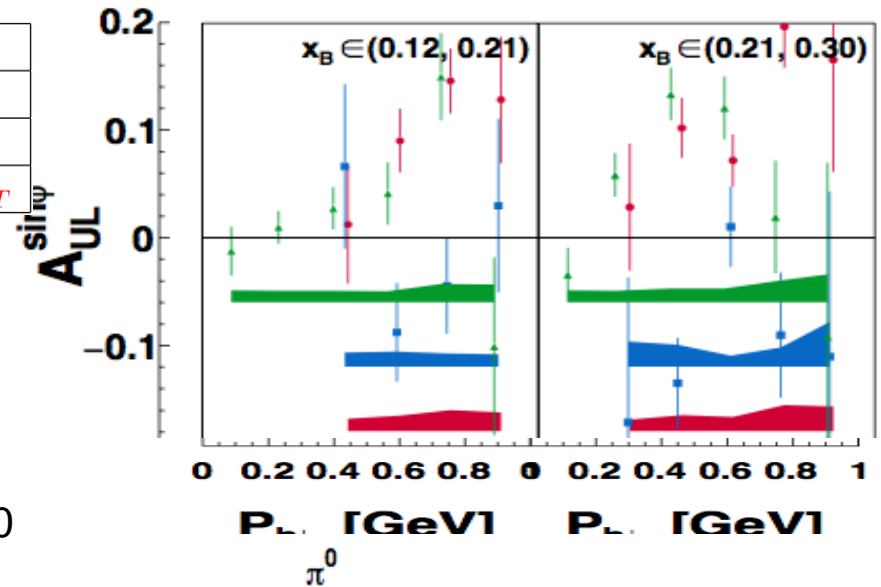 0.2
x_B ∈(0.12, 0.21)
x_B ∈(0.21, 0.30)
0.1
T
A_UL^sinφ
0
−0.1
0 0.2 0.4 0.6 0.8 0 0.2 0.4 0.6 0.8 1
[GeV] [GeV]
0
π^0